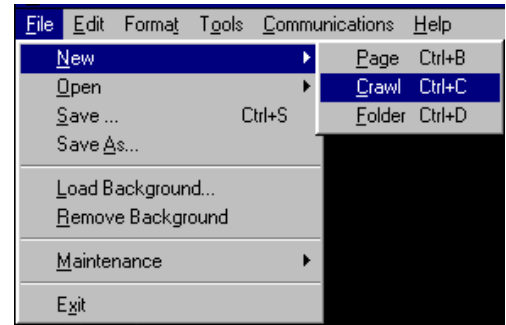 File Edit Format Tools Communications Help
New Page Ctrl+B
Open Crawl Ctrl+C
Save ... Ctrl+S Folder Ctrl+D
Save As...
Load Background...
Remove Background
Maintenance
Exit